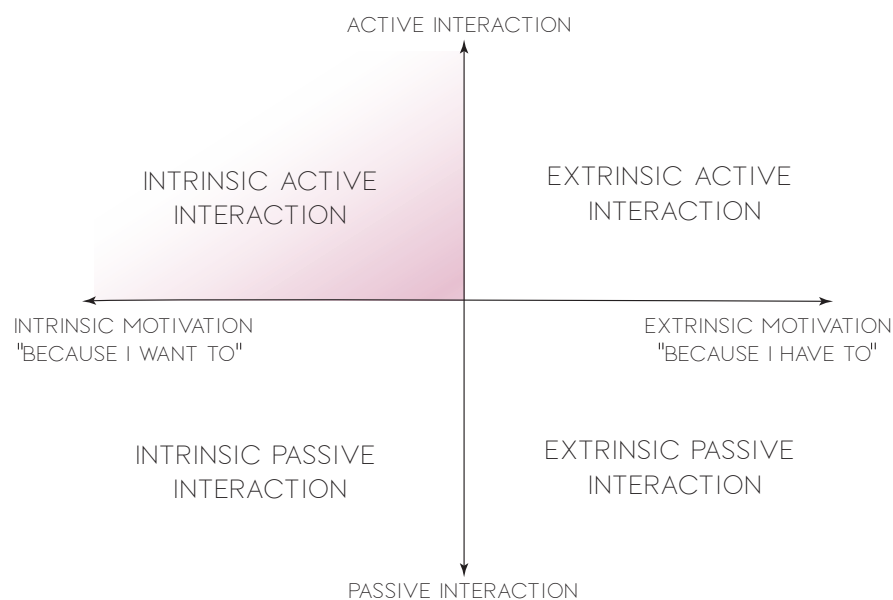 ACTIVE INTERACTION
INTRINSIC ACTIVE
INTERACTION
EXTRINSIC ACTIVE
INTERACTION
INTRINSIC MOTIVATION
"BECAUSE I WANT TO"
EXTRINSIC MOTIVATION
"BECAUSE I HAVE TO"
INTRINSIC PASSIVE
INTERACTION
EXTRINSIC PASSIVE
INTERACTION
PASSIVE INTERACTION